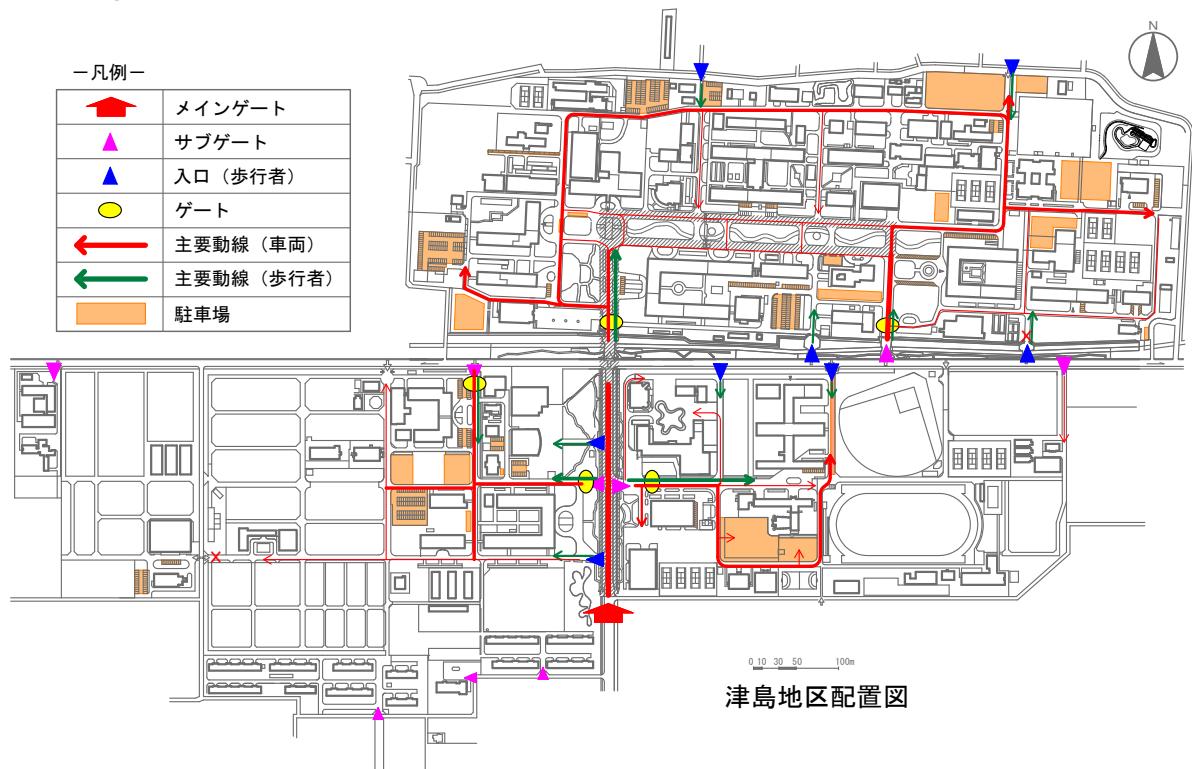 N
－凡例－
メインゲート
サブゲート
入口（歩行者）
ゲート
主要動線（車両）
主要動線（歩行者）
駐車場
0 10 30 50 100m
津島地区配置図